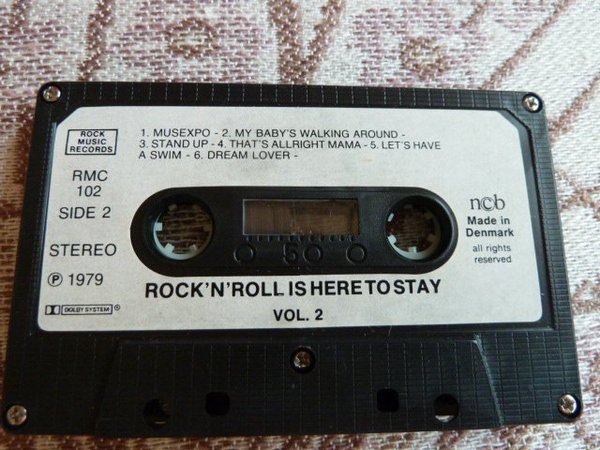 ROCK
MUSIC
RECORDS
1. MUSEXPO - 2. MY BABY'S WALKING AROUND -
3. STAND UP - 4. THAT'S ALLRIGHT MAMA - 5. LET'S HAVE
A SWIM - 6. DREAM LOVER -
RMC
102
SIDE 2
STEREO
Ⓟ 1979
DOLBY SYSTEM ®
50
ncb
Made in
Denmark
all rights
reserved
ROCK'N'ROLL IS HERE TO STAY
VOL. 2